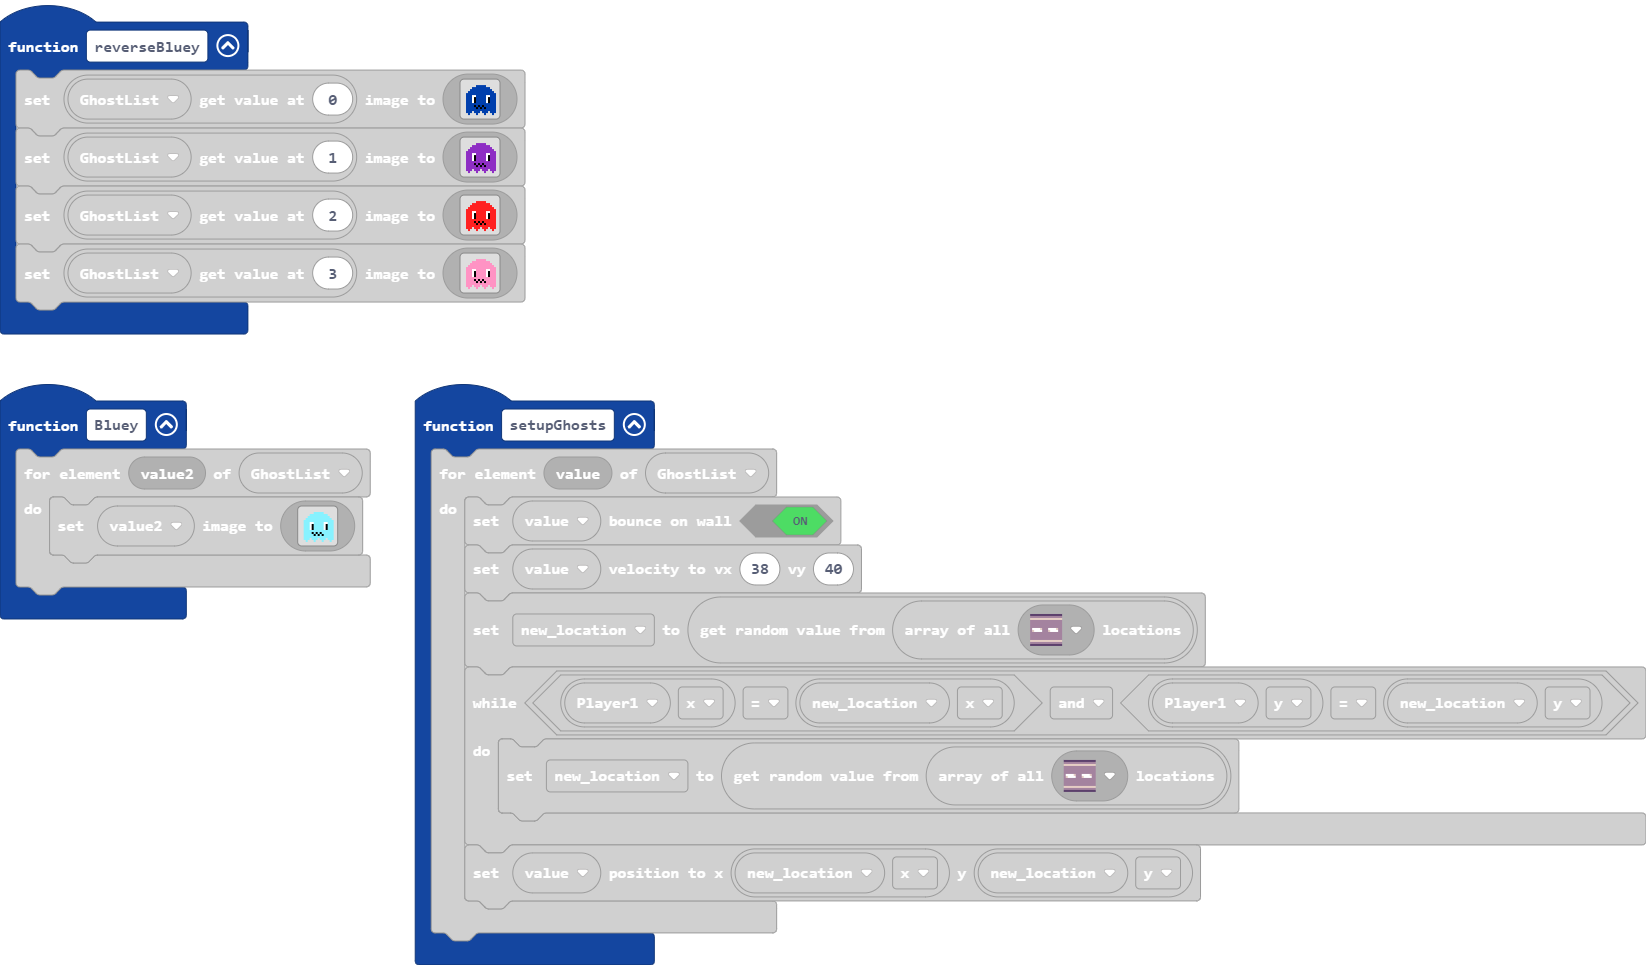 function reverseBluey
set GhostList get value at 0 image to
set GhostList get value at 1 image to
set GhostList get value at 2 image to
set GhostList get value at 3 image to
function Bluey
for element value2 of GhostList
do
set value2 image to
function setupGhosts
for element value of GhostList
do
set value bounce on wall ON
set value velocity to vx 38 vy 40
set new_location to get random value from array of all locations
while Player1 x = new_location x and Player1 y = new_location y
do
set new_location to get random value from array of all locations
set value position to x new_location x y new_location y